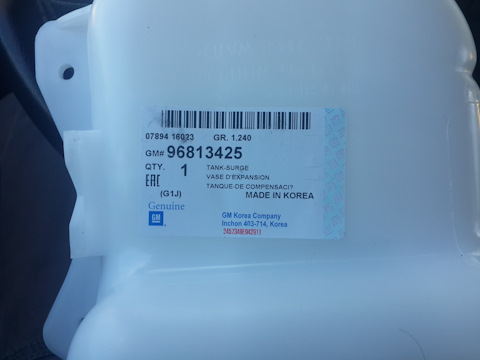 07894 16023 GR. 1.240
GM# 96813425
QTY. 1 TANK-SURGE
VASE D'EXPANSION
TANQUE-DE COMPENSACI?
EAC
(G1J) MADE IN KOREA
Genuine
GM
GM Korea Company
Inchon 403-714, Korea